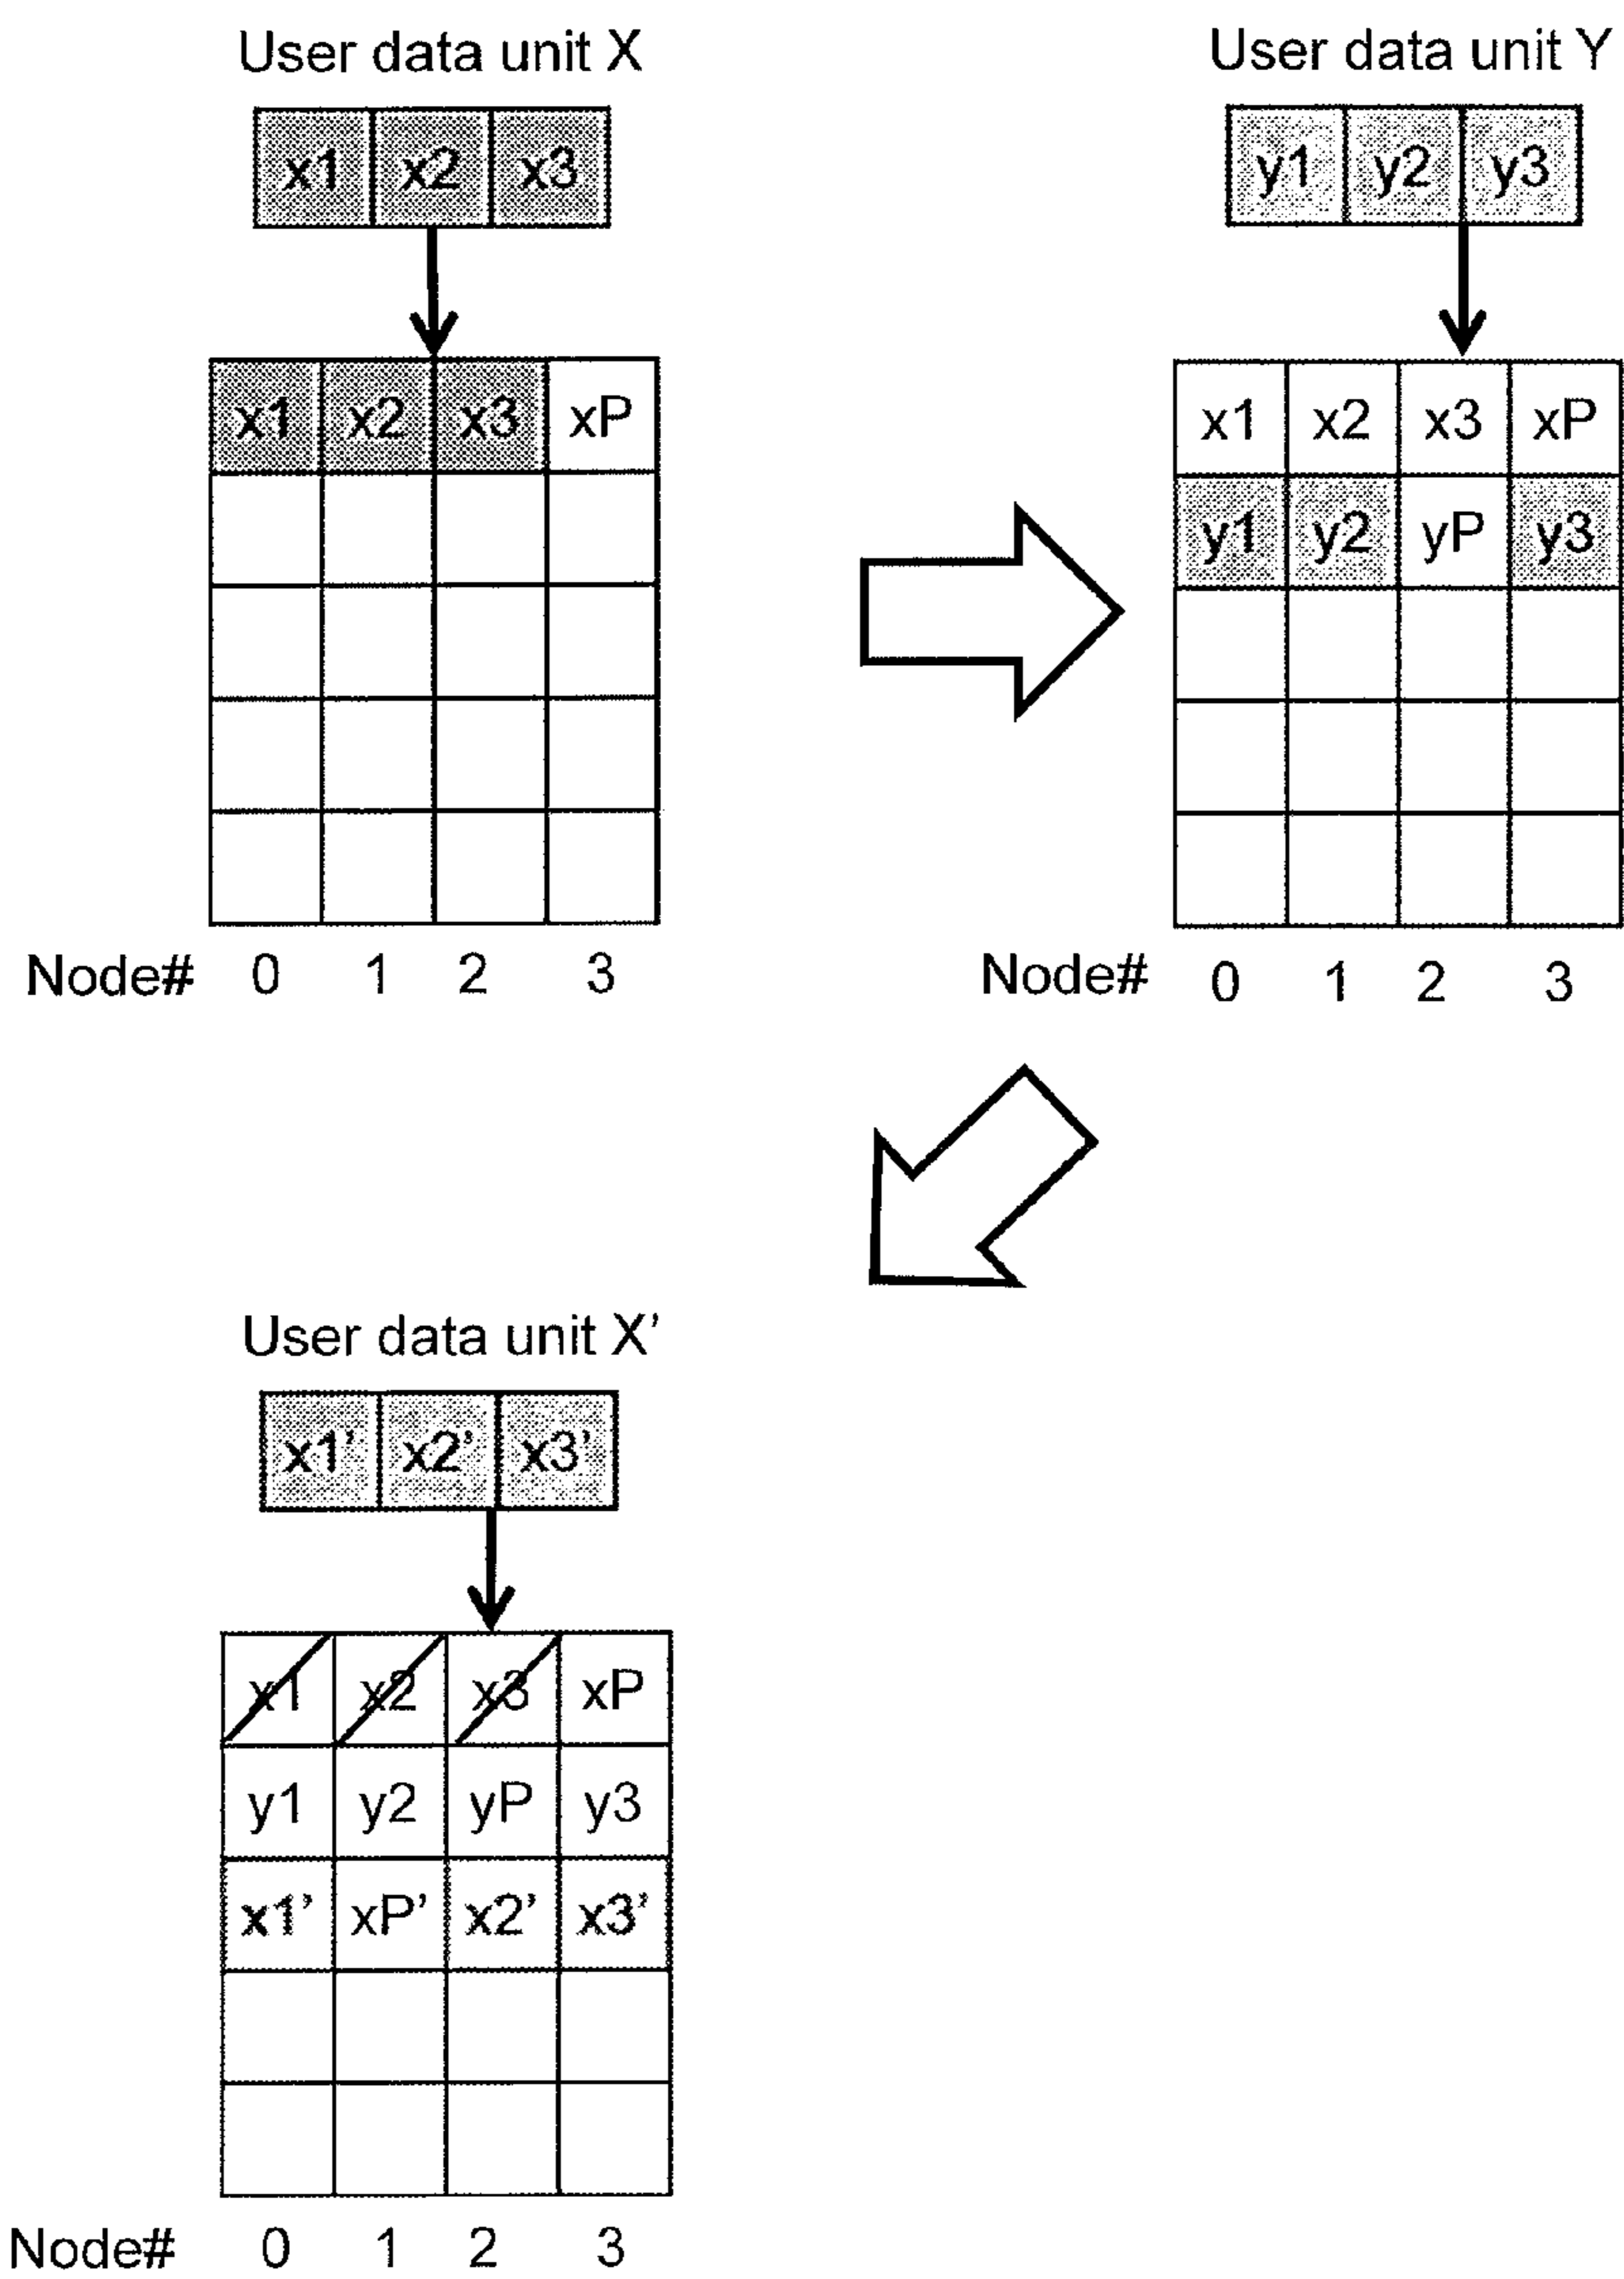 User data unit X
x1 x2 x3
x1 x2 x3 xP
Node# 0 1 2 3
User data unit Y
y1 y2 y3
x1 x2 x3 xP
y1 y2 yP y3
Node# 0 1 2 3
User data unit X’
x1’ x2’ x3’
x1 x2 x3 xP
y1 y2 yP y3
x1’ xP’ x2’ x3’
Node# 0 1 2 3